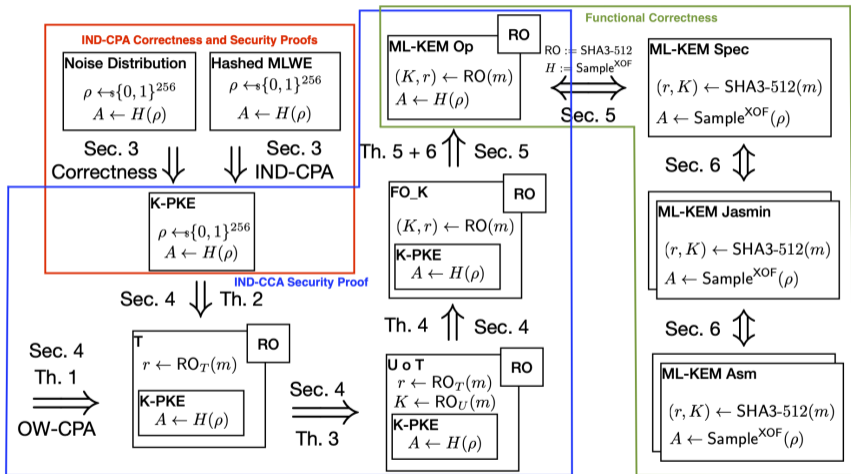 IND-CPA Correctness and Security Proofs
Noise Distribution
ρ ←$ {0, 1}^256
A ← H(ρ)
Hashed MLWE
ρ ←$ {0, 1}^256
A ← H(ρ)
Sec. 3
Correctness
Sec. 3
IND-CPA
K-PKE
ρ ←$ {0, 1}^256
A ← H(ρ)
IND-CCA Security Proof
Sec. 4
Th. 2
Sec. 4
Th. 1
OW-CPA
T
RO
r ← RO_T(m)
K-PKE
A ← H(ρ)
Sec. 4
Th. 3
U o T
RO
r ← RO_T(m)
K ← RO_U(m)
K-PKE
A ← H(ρ)
Th. 4
Sec. 4
FO_K
RO
(K, r) ← RO(m)
K-PKE
A ← H(ρ)
Th. 5 + 6
Sec. 5
ML-KEM Op
RO
(K, r) ← RO(m)
A ← H(ρ)
Functional Correctness
RO := SHA3-512
H := Sample^XOF
Sec. 5
ML-KEM Spec
(r, K) ← SHA3-512(m)
A ← Sample^XOF(ρ)
Sec. 6
ML-KEM Jasmin
(r, K) ← SHA3-512(m)
A ← Sample^XOF(ρ)
Sec. 6
ML-KEM Asm
(r, K) ← SHA3-512(m)
A ← Sample^XOF(ρ)